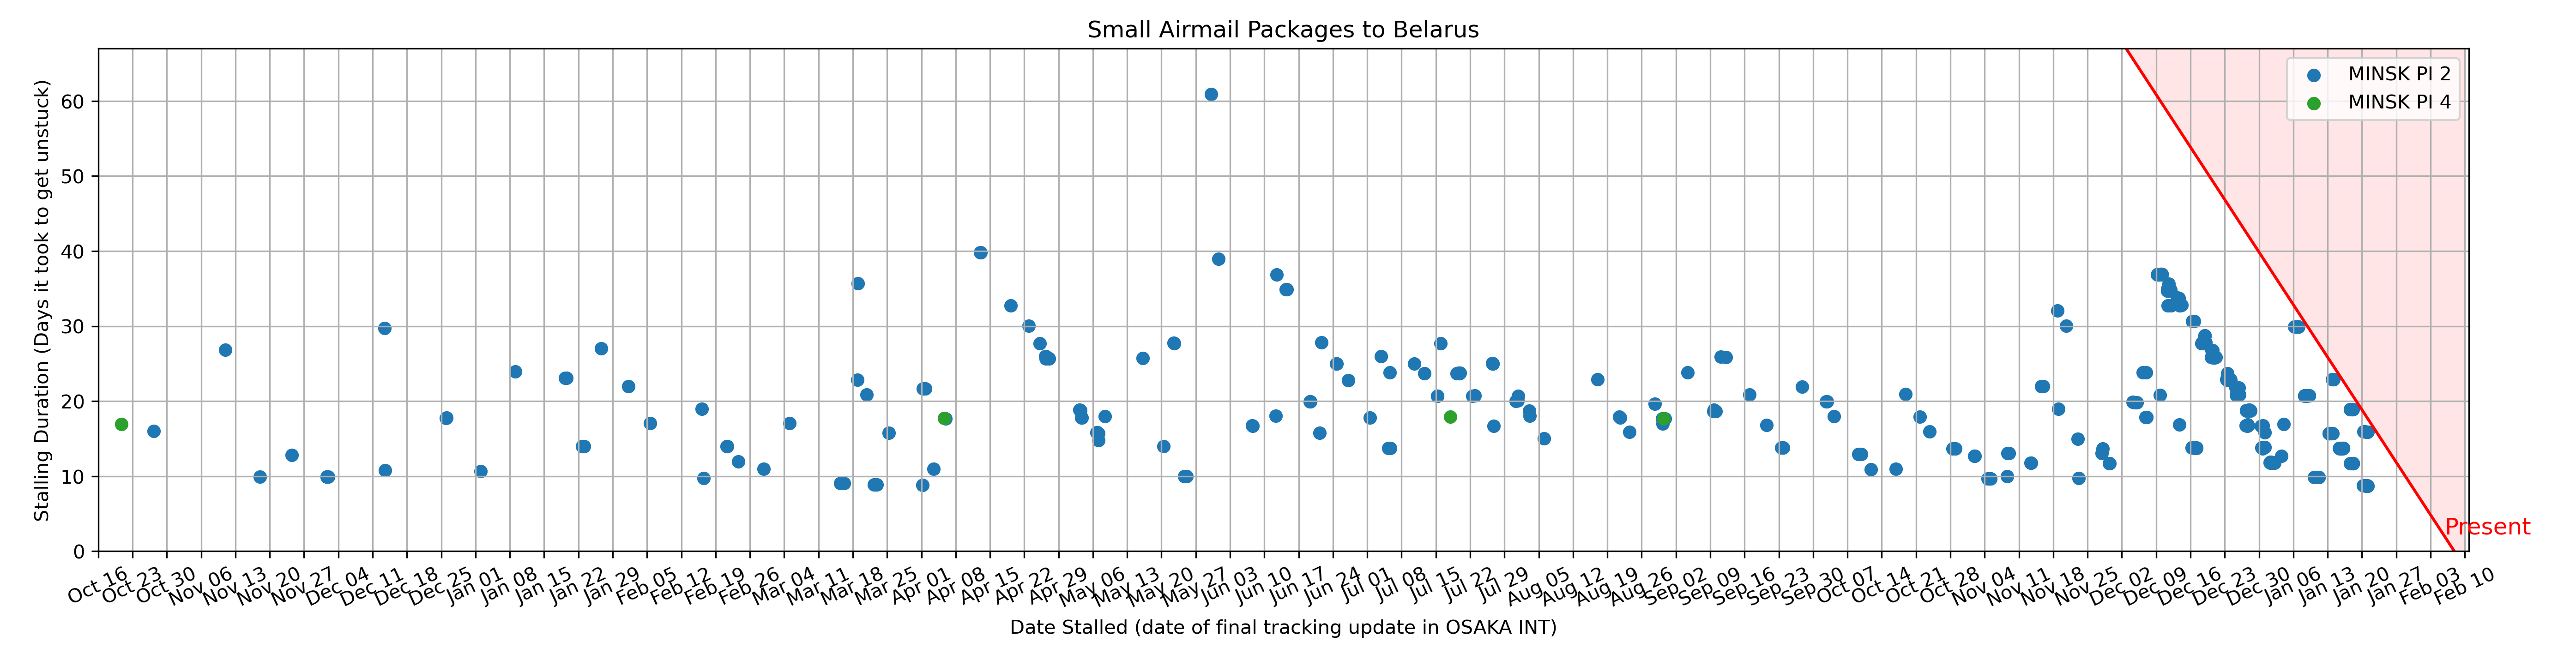 Small Airmail Packages to Belarus
Stalling Duration (Days it took to get unstuck)
60
50
40
30
20
10
0
MINSK PI 2
MINSK PI 4
Present
Oct 16
Oct 23
Oct 30
Nov 06
Nov 13
Nov 20
Nov 27
Dec 04
Dec 11
Dec 18
Dec 25
Jan 01
Jan 08
Jan 15
Jan 22
Jan 29
Feb 05
Feb 12
Feb 19
Feb 26
Mar 04
Mar 11
Mar 18
Mar 25
Apr 01
Apr 08
Apr 15
Apr 22
Apr 29
May 06
May 13
May 20
May 27
Jun 03
Jun 10
Jun 17
Jun 24
Jul 01
Jul 08
Jul 15
Jul 22
Jul 29
Aug 05
Aug 12
Aug 19
Aug 26
Sep 02
Sep 09
Sep 16
Sep 23
Sep 30
Oct 07
Oct 14
Oct 21
Oct 28
Nov 04
Nov 11
Nov 18
Nov 25
Dec 02
Dec 09
Dec 16
Dec 23
Dec 30
Jan 06
Jan 13
Jan 20
Jan 27
Feb 03
Feb 10
Date Stalled (date of final tracking update in OSAKA INT)